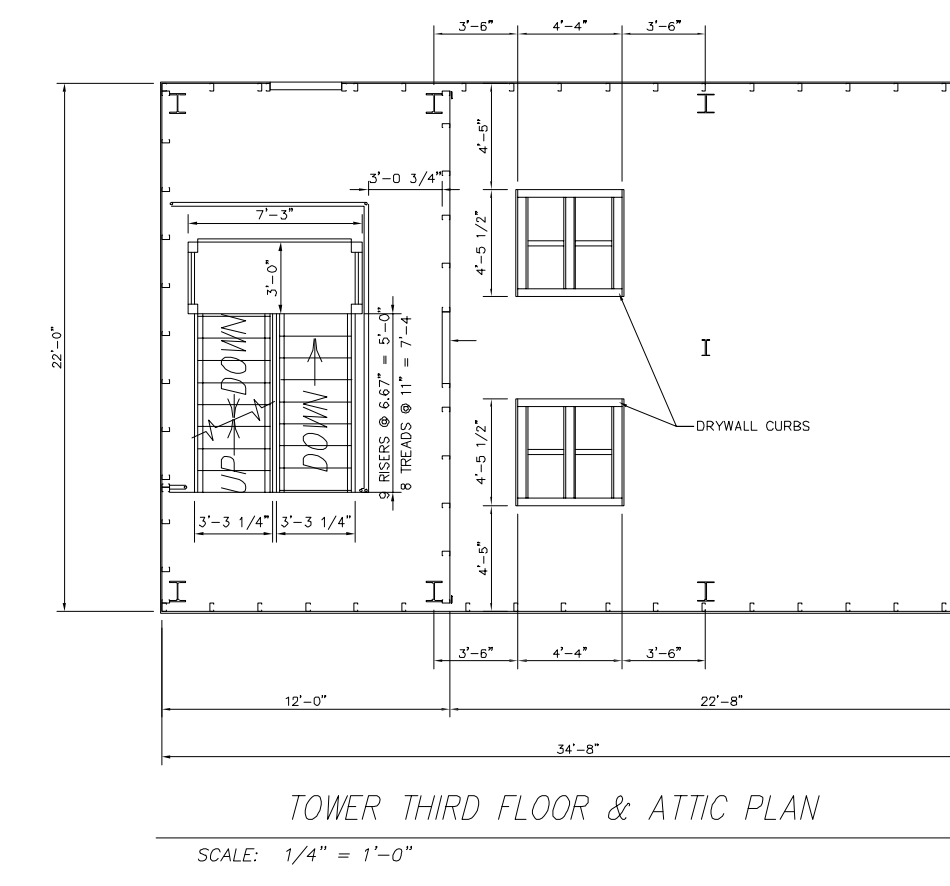 3'-6" 4'-4" 3'-6"
4'-5"
3'-0 3/4"
7'-3"
4'-5 1/2"
3'-0"
22'-0"
UP DOWN
DOWN
9 RISERS @ 6.67" = 5'-0"
8 TREADS @ 11" = 7'-4
DRYWALL CURBS
4'-5 1/2"
3'-3 1/4" 3'-3 1/4"
4'-5"
3'-6" 4'-4" 3'-6"
12'-0" 22'-8"
34'-8"
TOWER THIRD FLOOR & ATTIC PLAN
SCALE: 1/4" = 1'-0"